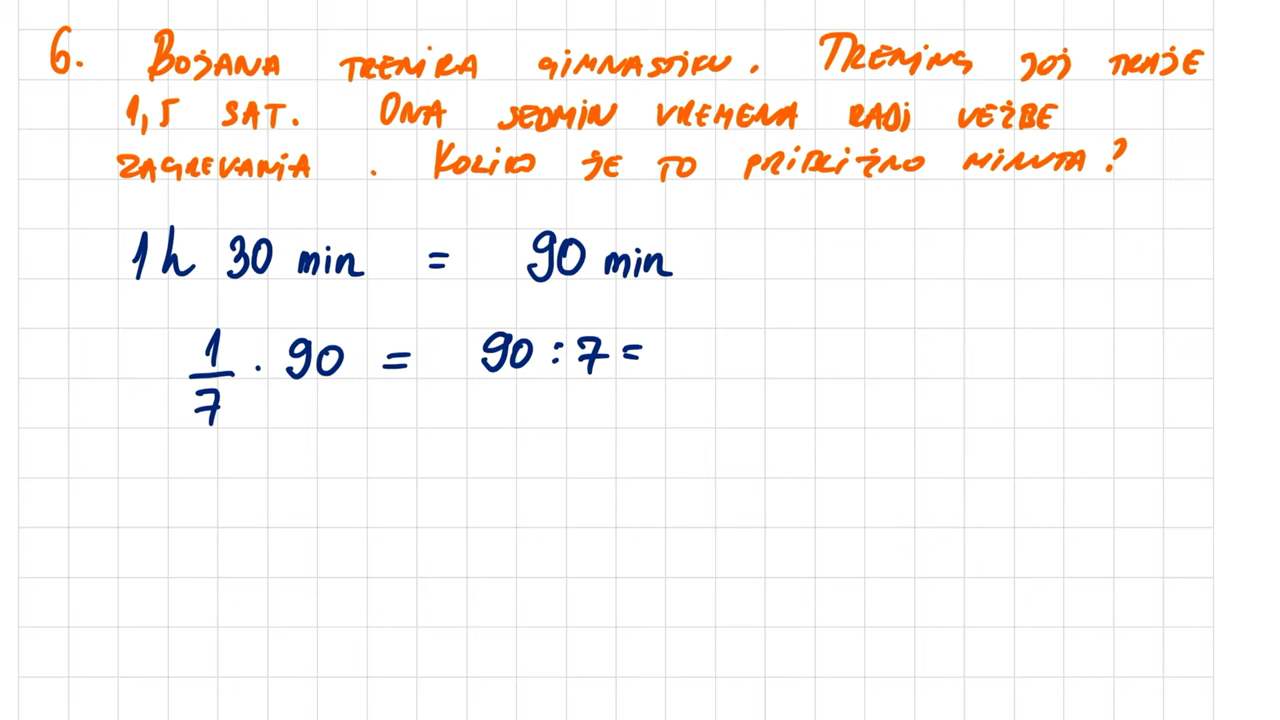 6. Bojana trenira gimnastiku. Trening joj traje
1,5 sat. Ona sedmin vremena radi vežbe
zagrevanja. Koliko je to približno minuta?
1h 30 min = 90 min
1/7 · 90 = 90 : 7 =